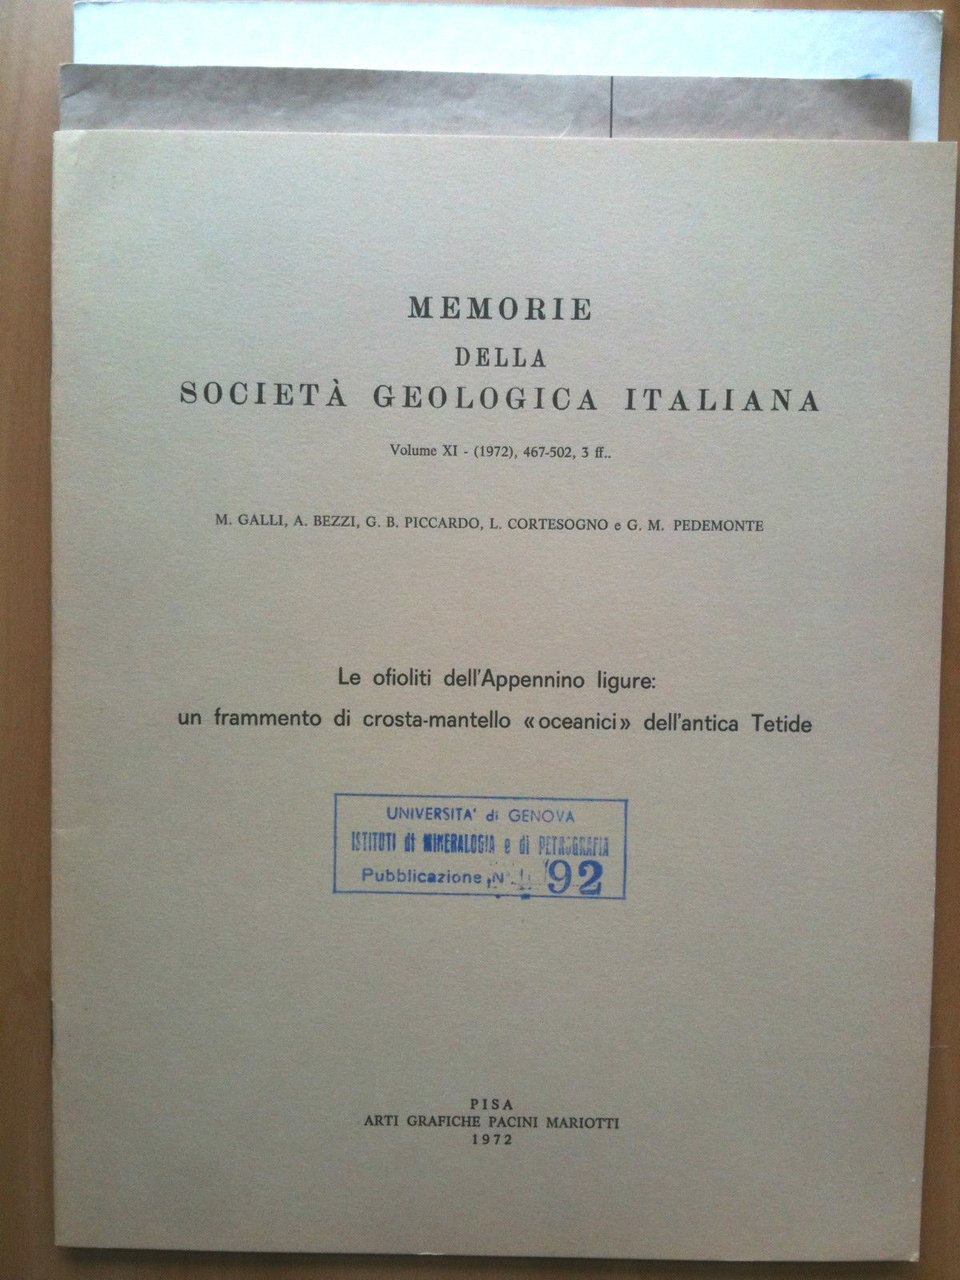 MEMORIE
DELLA
SOCIETÀ GEOLOGICA ITALIANA
Volume XI - (1972), 467-502, 3 ff..
M. GALLI, A. BEZZI, G. B. PICCARDO, L. CORTESOGNO e G. M. PEDEMONTE
Le ofioliti dell'Appennino ligure:
un frammento di crosta-mantello «oceanici» dell'antica Tetide
UNIVERSITA' di GENOVA
ISTITUTI di MINERALOGIA e di PETROGRAFIA
Pubblicazione N° 92
PISA
ARTI GRAFICHE PACINI MARIOTTI
1972